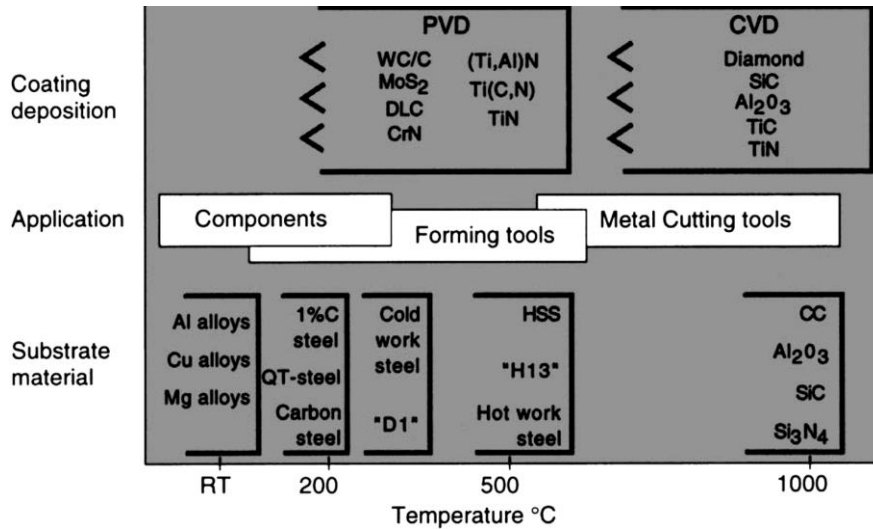 PVD
CVD
Coating
deposition
WC/C (Ti,Al)N
MoS₂ Ti(C,N)
DLC TiN
CrN
Diamond
SiC
Al₂O₃
TiC
TiN
Application
Components
Forming tools
Metal Cutting tools
Substrate
material
Al alloys
Cu alloys
Mg alloys
1%C
steel
QT-steel
Carbon
steel
Cold
work
steel
"D1"
HSS
"H13"
Hot work
steel
CC
Al₂O₃
SiC
Si₃N₄
RT 200 500 1000
Temperature °C